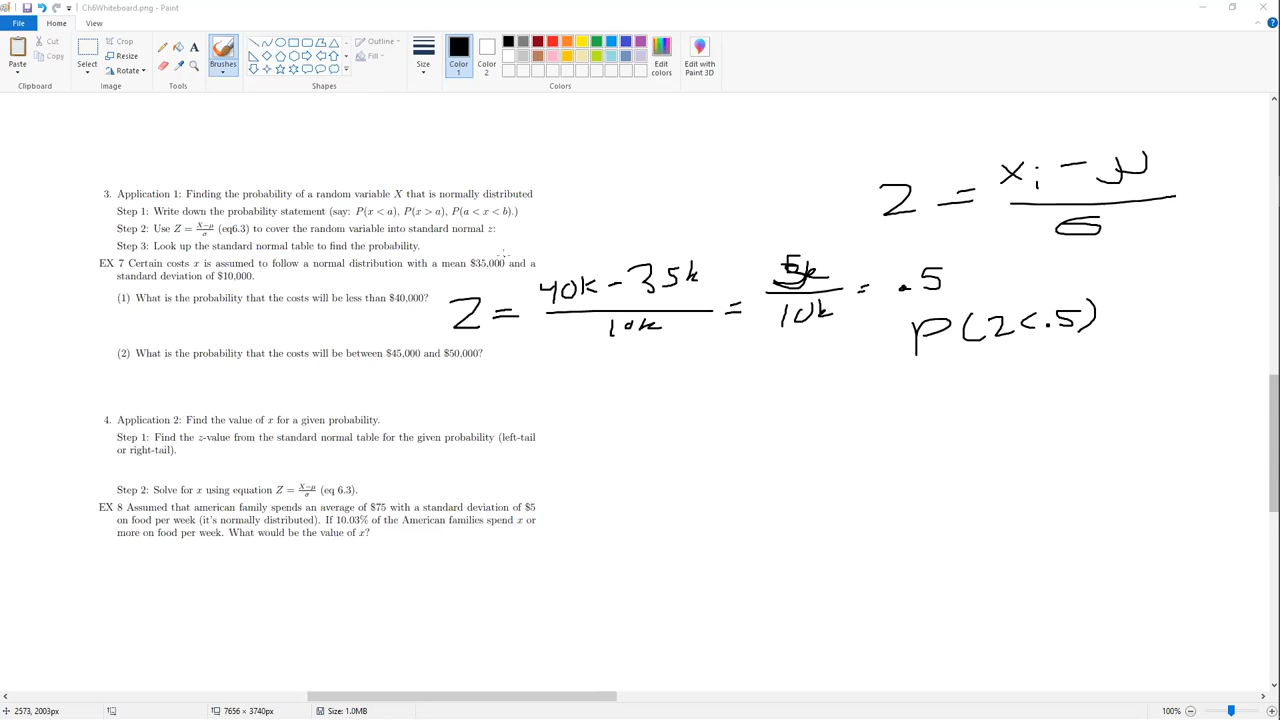 Ch6Whiteboard.png - Paint
File Home View
Paste Cut Copy Clipboard
Select Crop Resize Rotate Image
Tools
Brushes
Shapes Outline Fill
Size
Color 1 Color 2 Edit colors Colors
Edit with Paint 3D
3. Application 1: Finding the probability of a random variable X that is normally distributed
Step 1: Write down the probability statement (say: P(x < a), P(x > a), P(a < x < b).)
Step 2: Use Z = X−μ/σ (eq6.3) to cover the random variable into standard normal z:
Step 3: Look up the standard normal table to find the probability.
EX 7 Certain costs x is assumed to follow a normal distribution with a mean $35,000 and a
standard deviation of $10,000.
(1) What is the probability that the costs will be less than $40,000?
(2) What is the probability that the costs will be between $45,000 and $50,000?
Z = xi − μ / σ
Z = 40k − 35k / 10k = 5k / 10k = .5
P(Z < .5)
4. Application 2: Find the value of x for a given probability.
Step 1: Find the z-value from the standard normal table for the given probability (left-tail
or right-tail).
Step 2: Solve for x using equation Z = X−μ/σ (eq 6.3).
EX 8 Assumed that american family spends an average of $75 with a standard deviation of $5
on food per week (it's normally distributed). If 10.03% of the American families spend x or
more on food per week. What would be the value of x?
2573, 2003px 7656 × 3740px Size: 1.0MB 100%